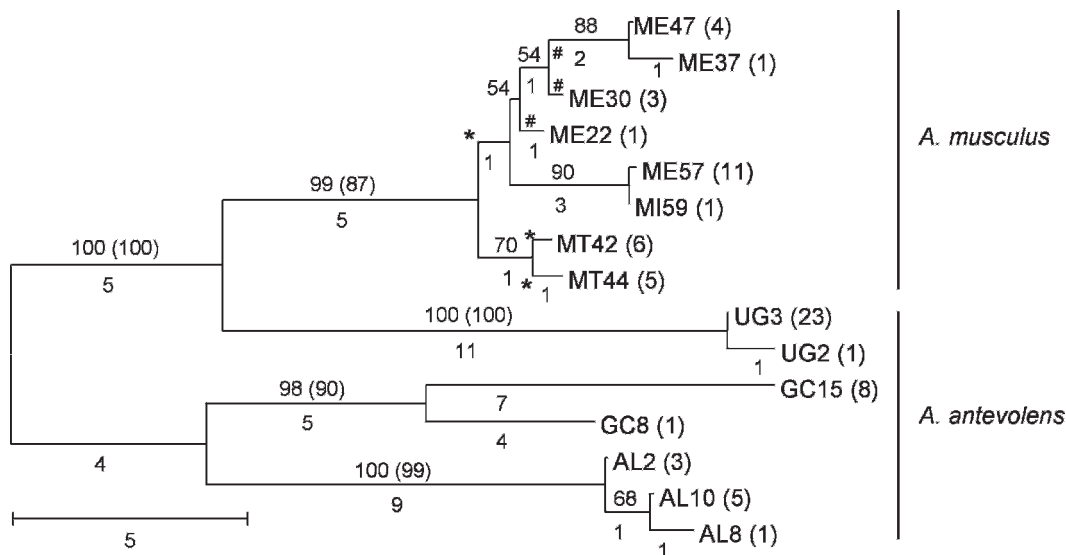 88
ME47 (4)
54 # 2
1 ME37 (1)
54 1 #
ME30 (3)
# ME22 (1)
* 1
A. musculus
1 90 ME57 (11)
99 (87) 3 MI59 (1)
5
* MT42 (6)
70
100 (100) 1 * 1 MT44 (5)
5
100 (100) UG3 (23)
11 1 UG2 (1)
98 (90) GC15 (8)
5 7
4 GC8 (1)
A. antevolens
4
100 (99) AL2 (3)
9 68 AL10 (5)
1
5 1 AL8 (1)